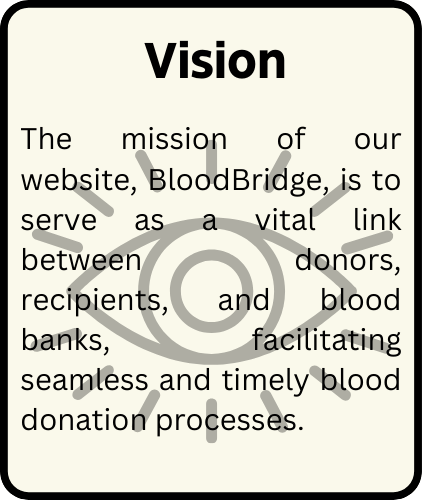 Vision
The mission of our
website, BloodBridge, is to
serve as a vital link
between donors,
recipients, and blood
banks, facilitating
seamless and timely blood
donation processes.